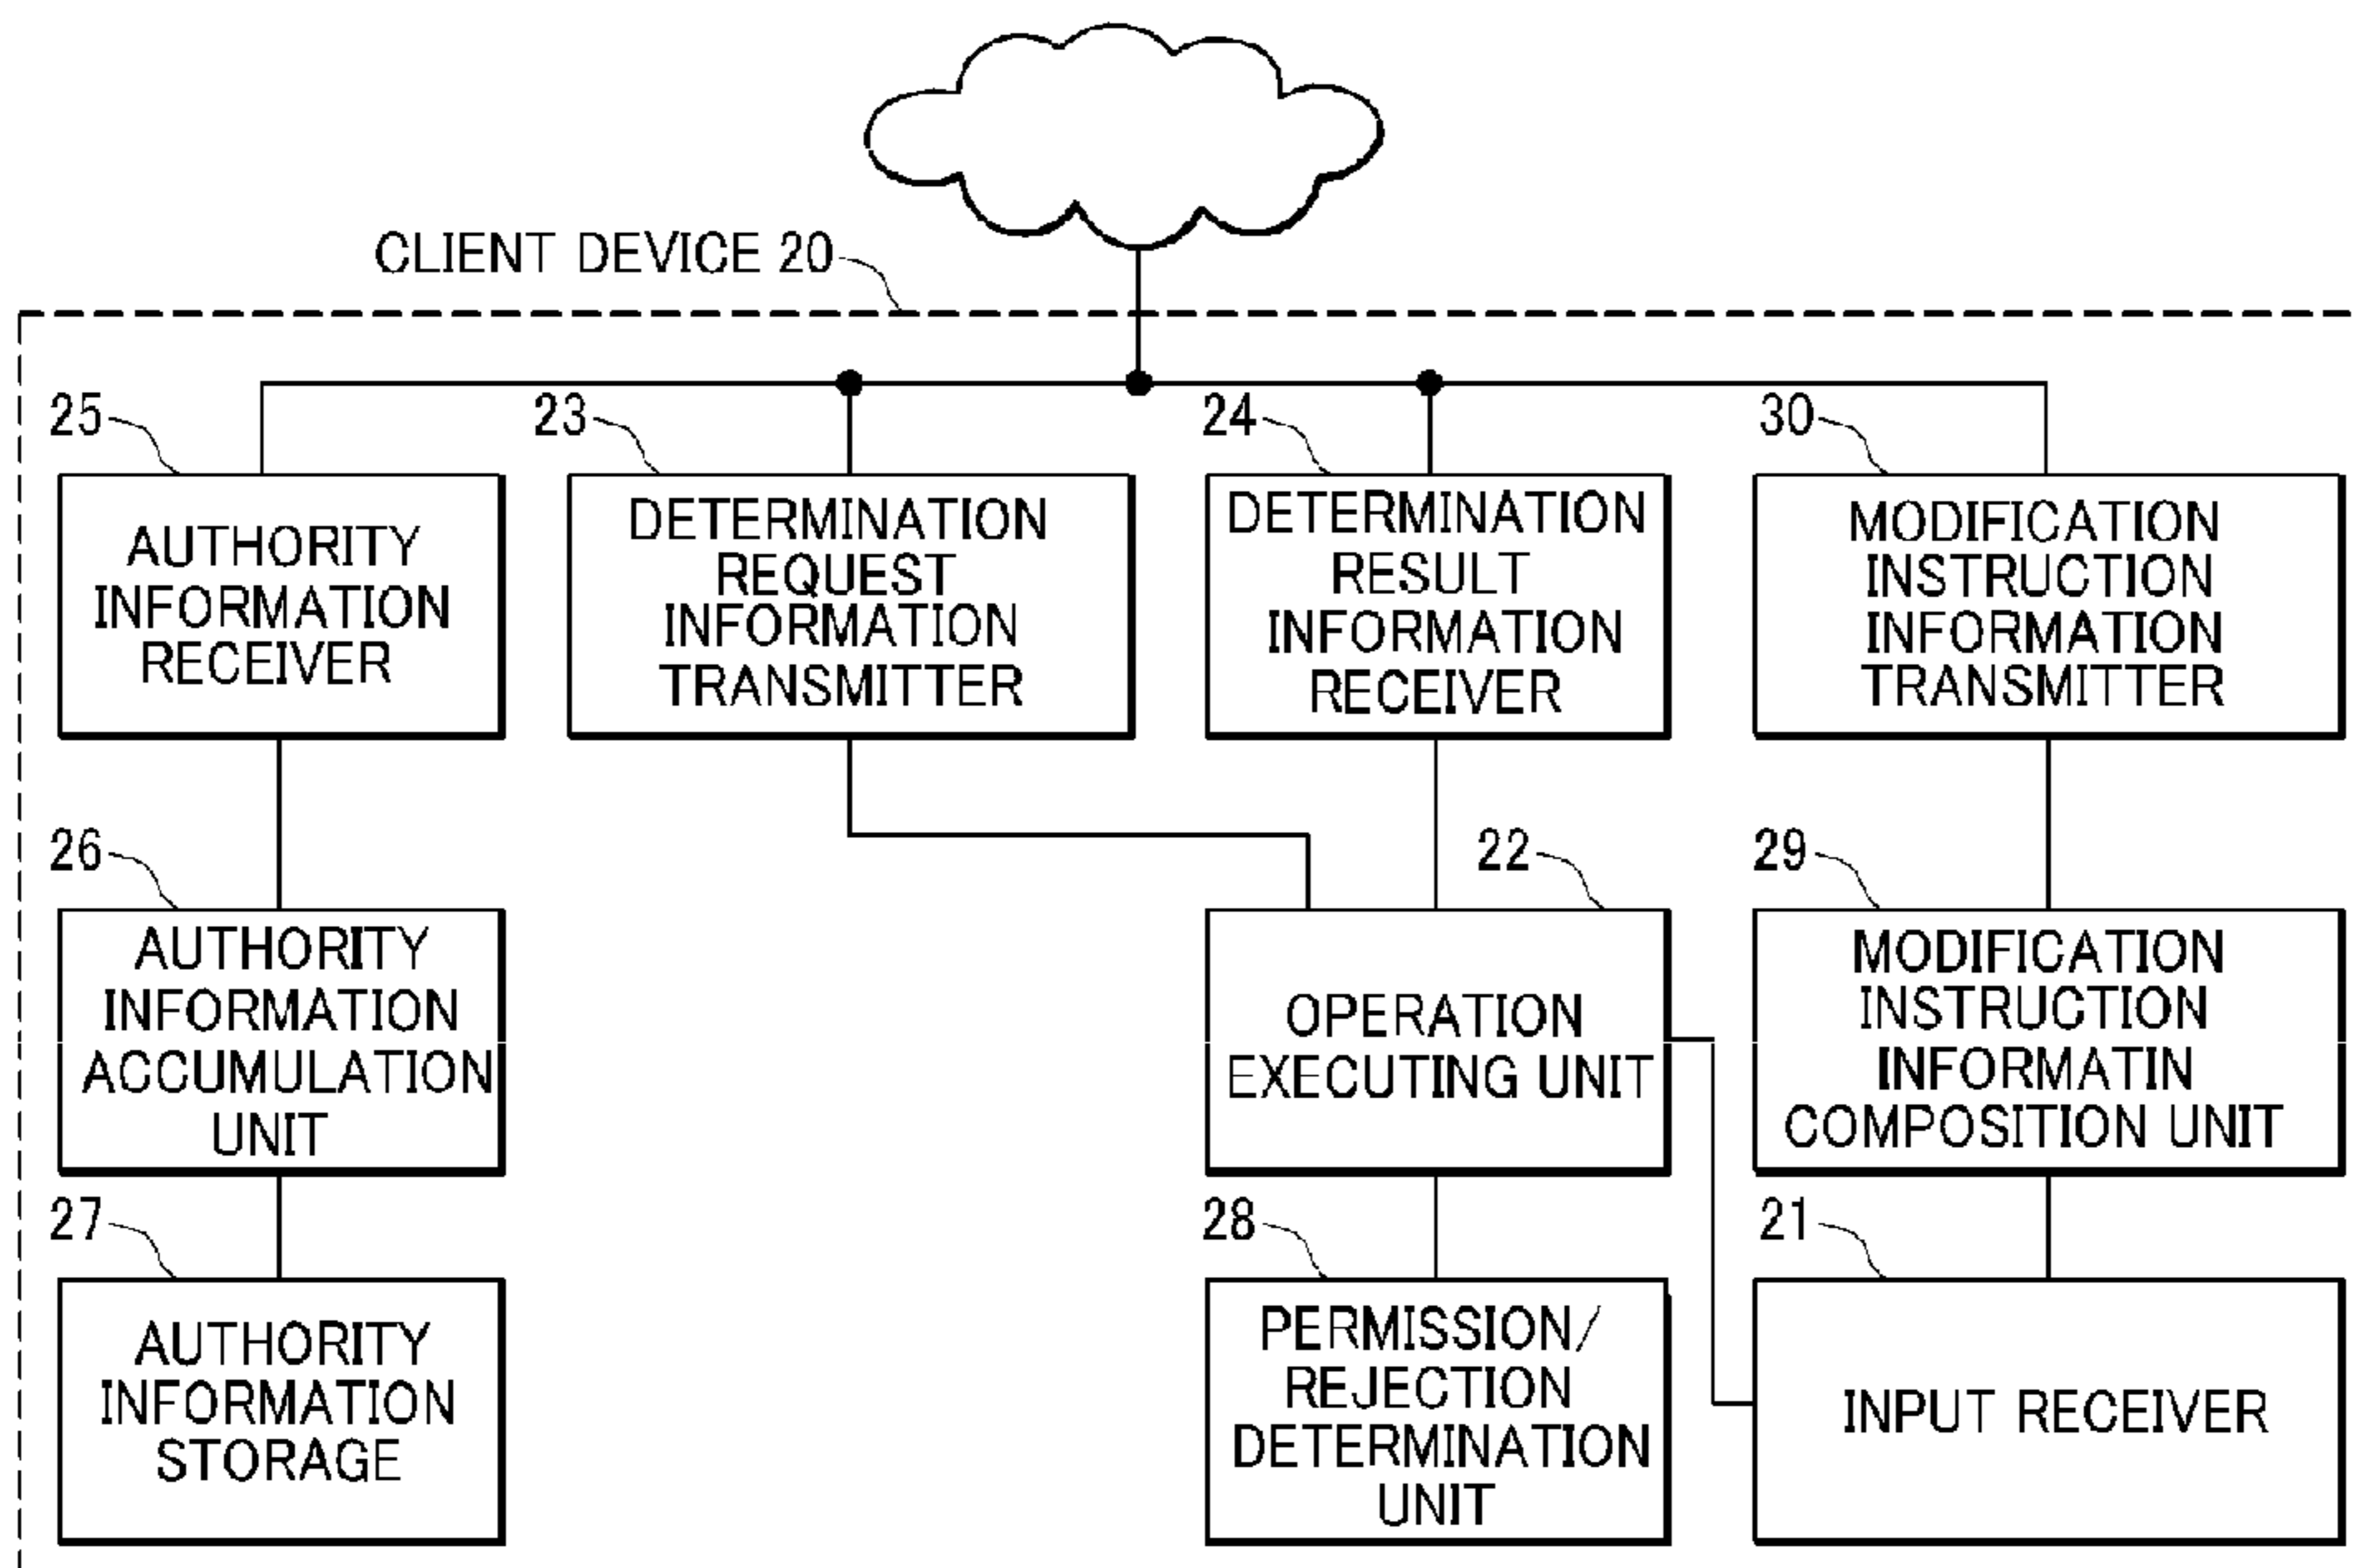 CLIENT DEVICE 20
25
AUTHORITY
INFORMATION
RECEIVER
23
DETERMINATION
REQUEST
INFORMATION
TRANSMITTER
24
DETERMINATION
RESULT
INFORMATION
RECEIVER
30
MODIFICATION
INSTRUCTION
INFORMATION
TRANSMITTER
26
AUTHORITY
INFORMATION
ACCUMULATION
UNIT
22
OPERATION
EXECUTING UNIT
29
MODIFICATION
INSTRUCTION
INFORMATIN
COMPOSITION UNIT
27
AUTHORITY
INFORMATION
STORAGE
28
PERMISSION/
REJECTION
DETERMINATION
UNIT
21
INPUT RECEIVER